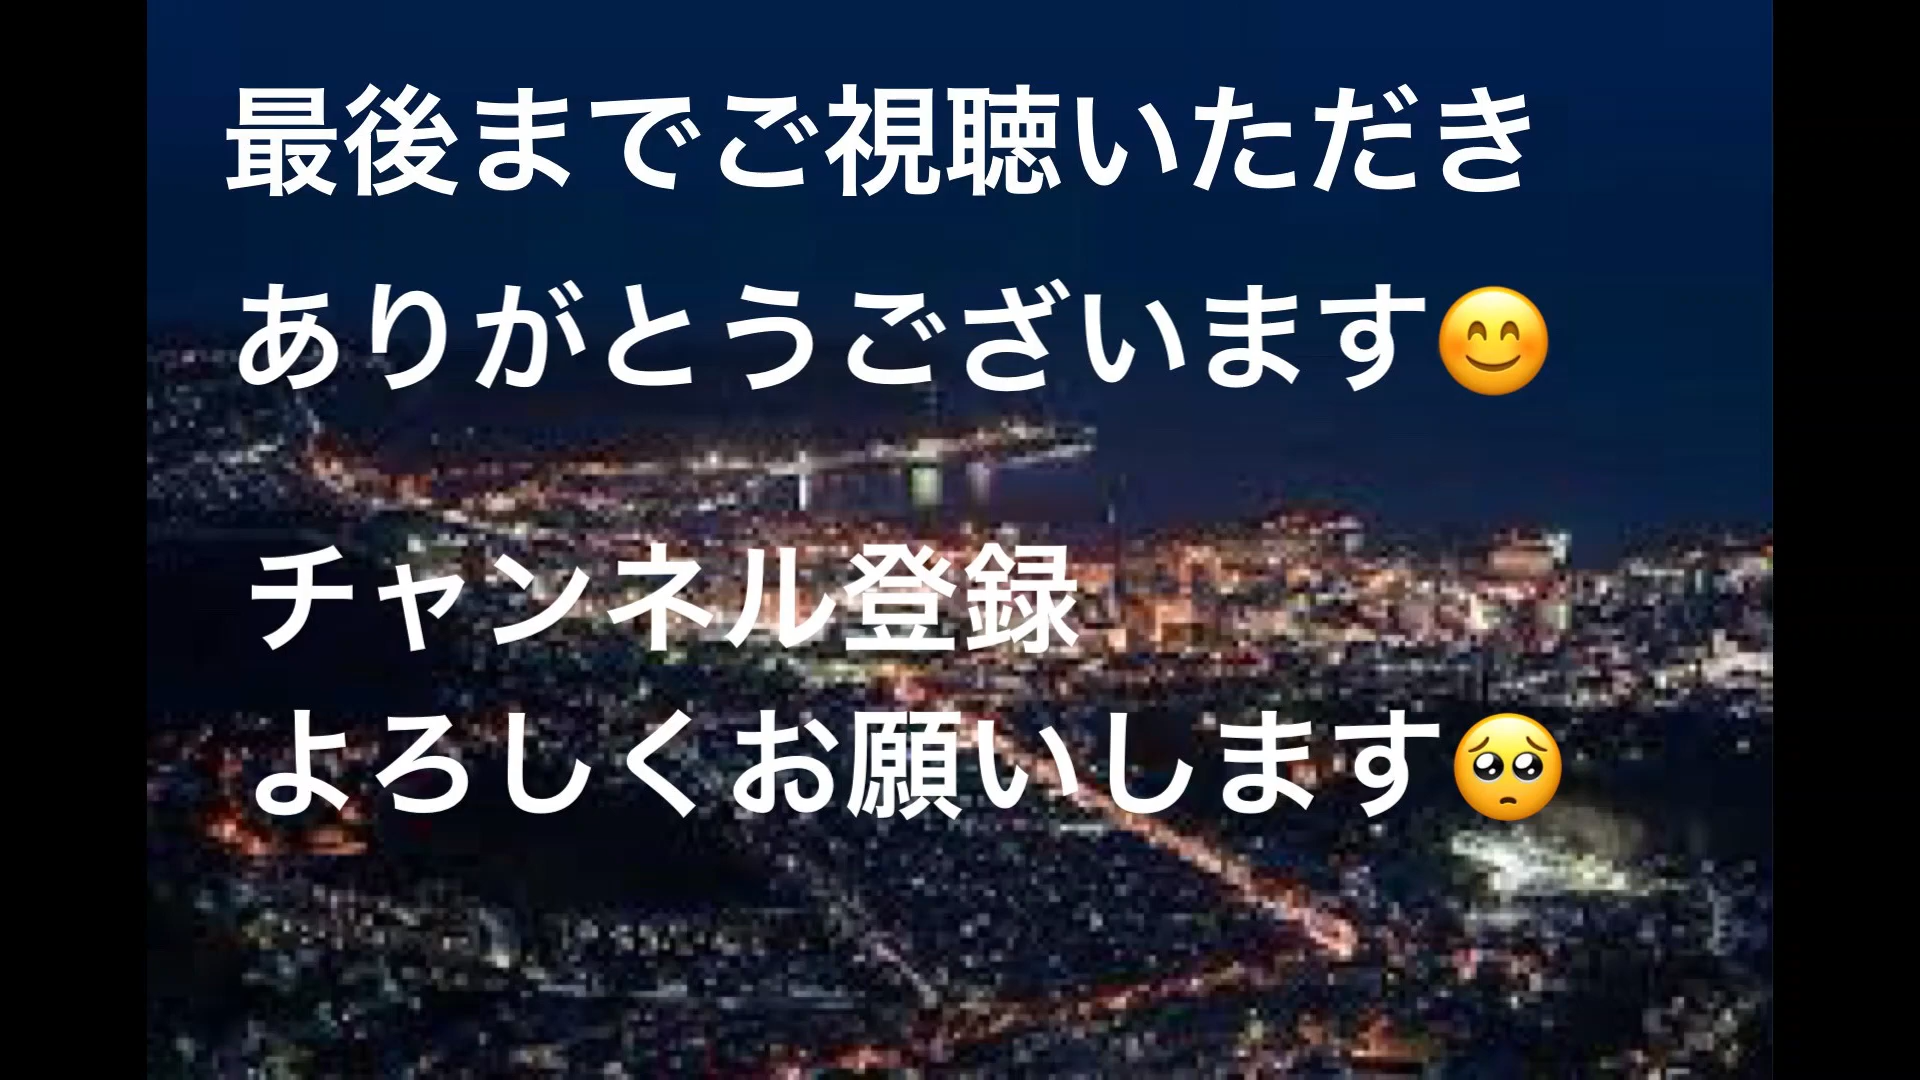 最後までご視聴いただき
ありがとうございます😊
チャンネル登録
よろしくお願いします🥺